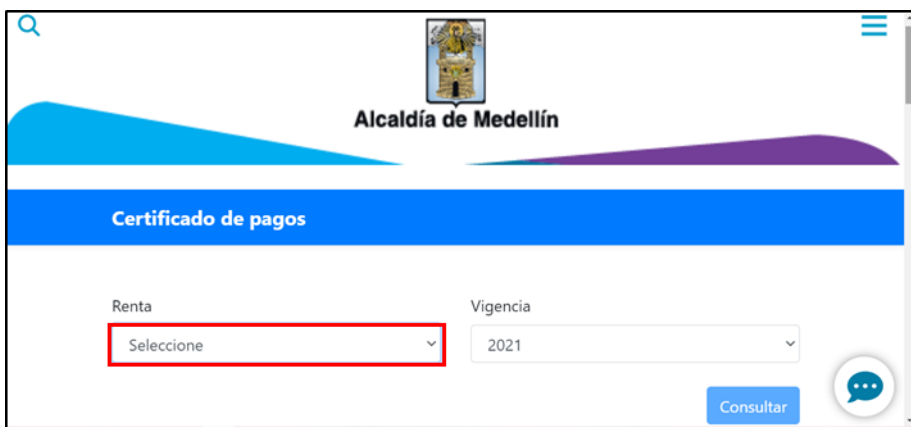 Alcaldía de Medellín
Certificado de pagos
Renta
Vigencia
Seleccione
2021
Consultar